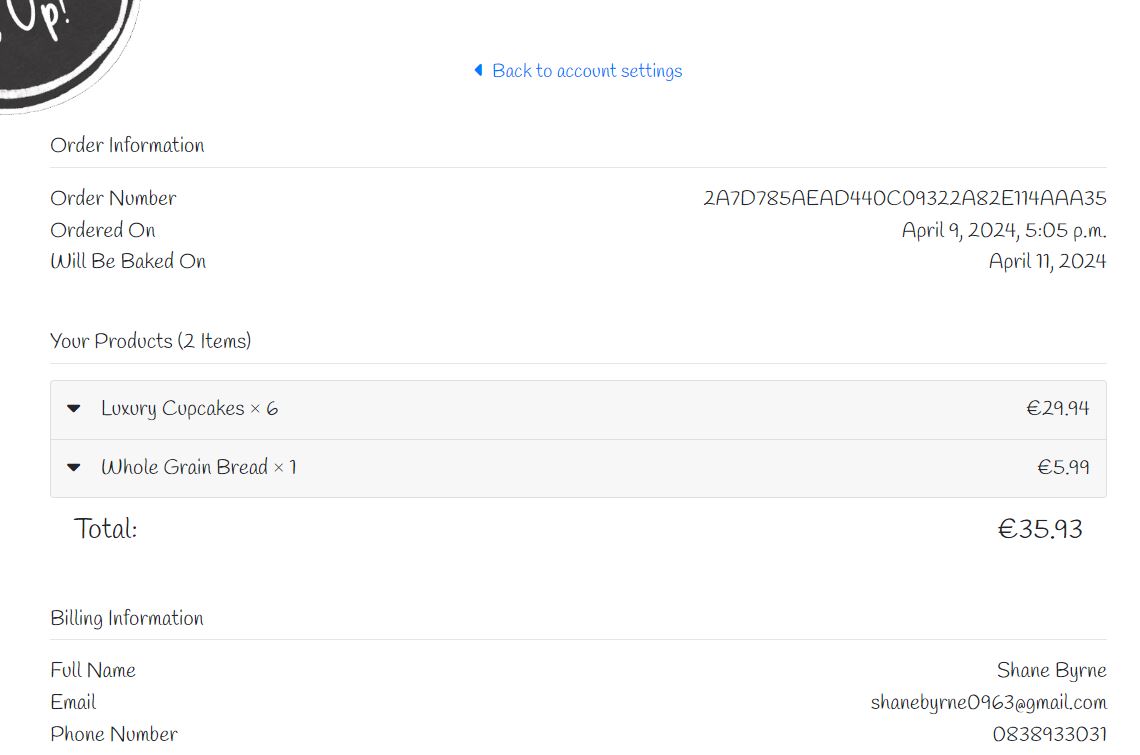 Up!
Back to account settings
Order Information
Order Number 2A7D785AEAD440C09322A82E114AAA35
Ordered On April 9, 2024, 5:05 p.m.
Will Be Baked On April 11, 2024
Your Products (2 Items)
Luxury Cupcakes × 6 €29.94
Whole Grain Bread × 1 €5.99
Total: €35.93
Billing Information
Full Name Shane Byrne
Email shanebyrne0963@gmail.com
Phone Number 0838933031